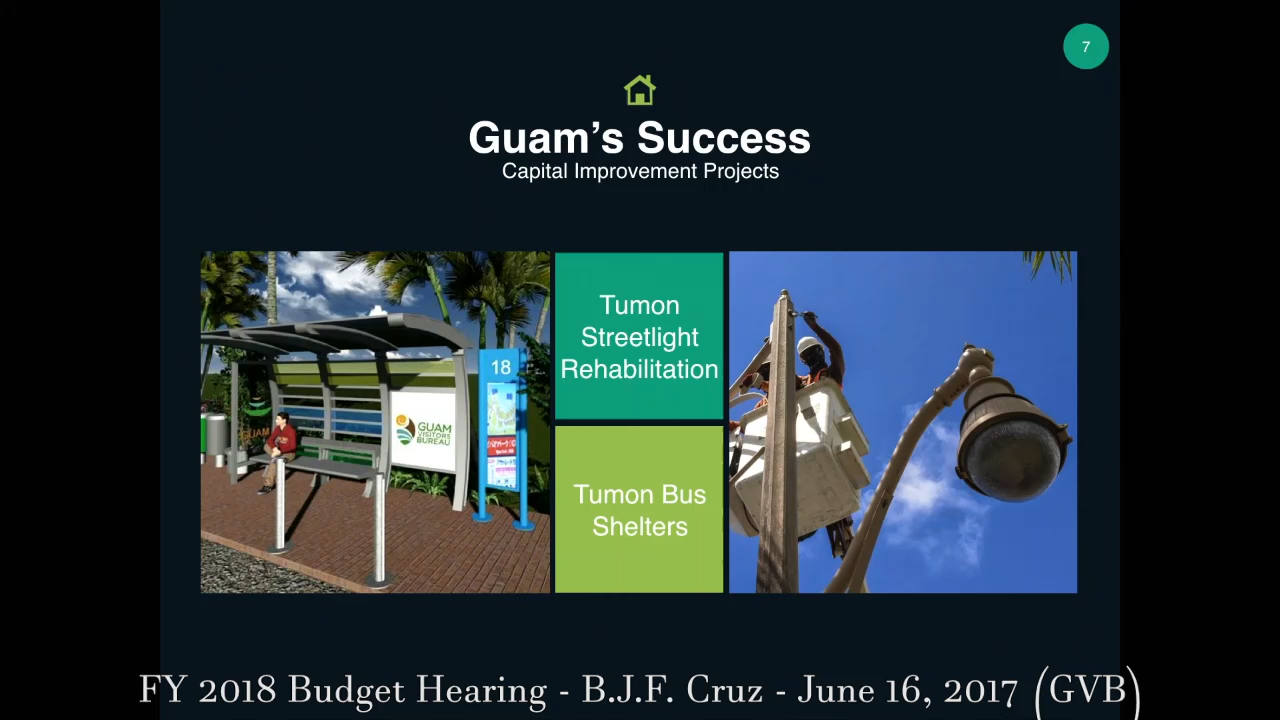 7
Guam's Success
Capital Improvement Projects
18
GUAM
VISITORS
BUREAU
GUAM
Tumon
Streetlight
Rehabilitation
Tumon Bus
Shelters
FY 2018 Budget Hearing - B.J.F. Cruz - June 16, 2017 (GVB)